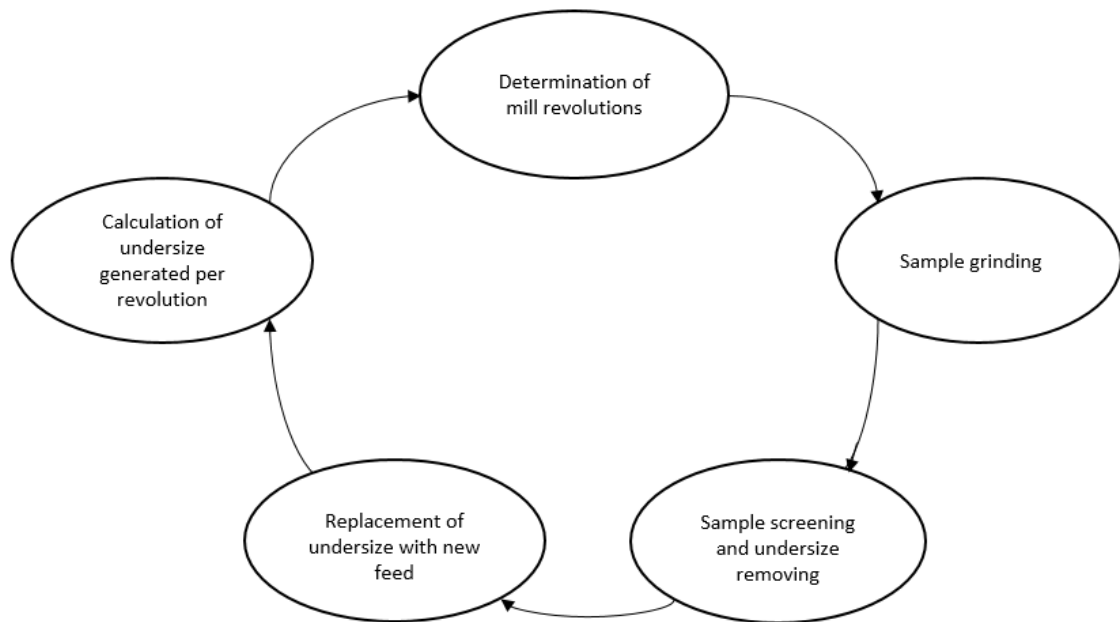 Determination of
mill revolutions
Sample grinding
Sample screening
and undersize
removing
Replacement of
undersize with new
feed
Calculation of
undersize
generated per
revolution